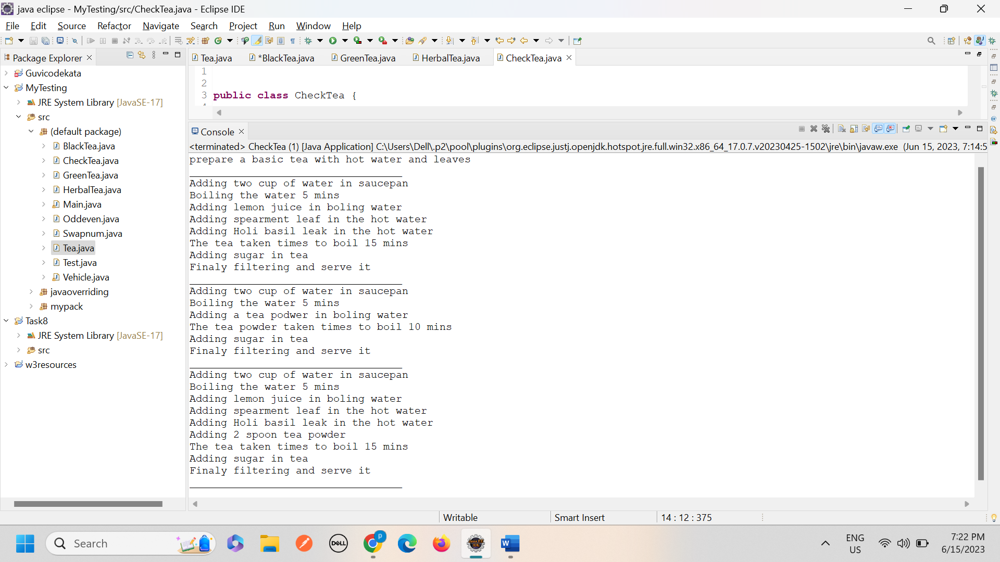 java eclipse - MyTesting/src/CheckTea.java - Eclipse IDE
File Edit Source Refactor Navigate Search Project Run Window Help
Package Explorer
Guvicodekata
MyTesting
JRE System Library [JavaSE-17]
src
(default package)
BlackTea.java
CheckTea.java
GreenTea.java
HerbalTea.java
Main.java
Oddeven.java
Swapnum.java
Tea.java
Test.java
Vehicle.java
javaoverriding
mypack
Task8
JRE System Library [JavaSE-17]
src
w3resources
Tea.java *BlackTea.java GreenTea.java HerbalTea.java CheckTea.java
1
2
3 public class CheckTea {
Console
<terminated> CheckTea (1) [Java Application] C:\Users\Dell\.p2\pool\plugins\org.eclipse.justj.openjdk.hotspot.jre.full.win32.x86_64_17.0.7.v20230425-1502\jre\bin\javaw.exe (Jun 15, 2023, 7:14:5
prepare a basic tea with hot water and leaves
__________________________________
Adding two cup of water in saucepan
Boiling the water 5 mins
Adding lemon juice in boling water
Adding spearment leaf in the hot water
Adding Holi basil leak in the hot water
The tea taken times to boil 15 mins
Adding sugar in tea
Finaly filtering and serve it
__________________________________
Adding two cup of water in saucepan
Boiling the water 5 mins
Adding a tea podwer in boling water
The tea powder taken times to boil 10 mins
Adding sugar in tea
Finaly filtering and serve it
__________________________________
Adding two cup of water in saucepan
Boiling the water 5 mins
Adding lemon juice in boling water
Adding spearment leaf in the hot water
Adding Holi basil leak in the hot water
Adding 2 spoon tea powder
The tea taken times to boil 15 mins
Adding sugar in tea
Finaly filtering and serve it
__________________________________
Writable Smart Insert 14 : 12 : 375
Search
DELL
P
Java EE
IDE
W
ENG
US
7:22 PM
6/15/2023